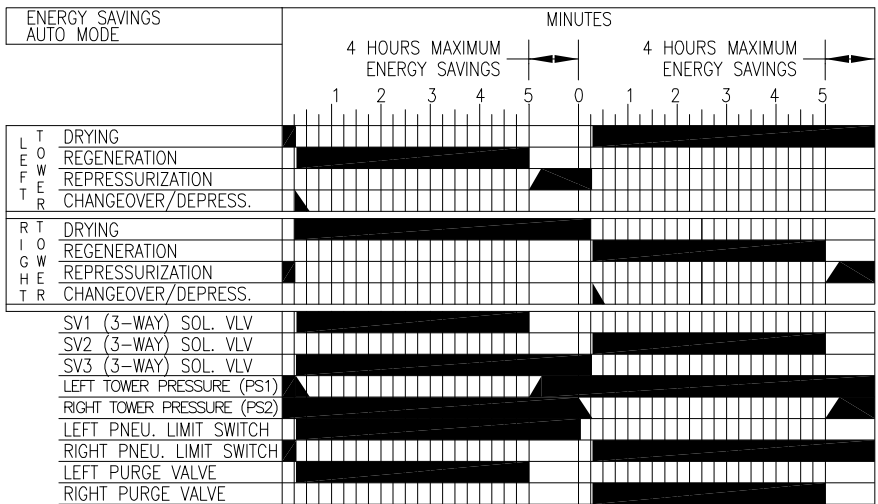 ENERGY SAVINGS
AUTO MODE
MINUTES
4 HOURS MAXIMUM
ENERGY SAVINGS
4 HOURS MAXIMUM
ENERGY SAVINGS
1 2 3 4 5 0 1 2 3 4 5
LEFT TOWER
DRYING
REGENERATION
REPRESSURIZATION
CHANGEOVER/DEPRESS.
RIGHT TOWER
DRYING
REGENERATION
REPRESSURIZATION
CHANGEOVER/DEPRESS.
SV1 (3-WAY) SOL. VLV
SV2 (3-WAY) SOL. VLV
SV3 (3-WAY) SOL. VLV
LEFT TOWER PRESSURE (PS1)
RIGHT TOWER PRESSURE (PS2)
LEFT PNEU. LIMIT SWITCH
RIGHT PNEU. LIMIT SWITCH
LEFT PURGE VALVE
RIGHT PURGE VALVE